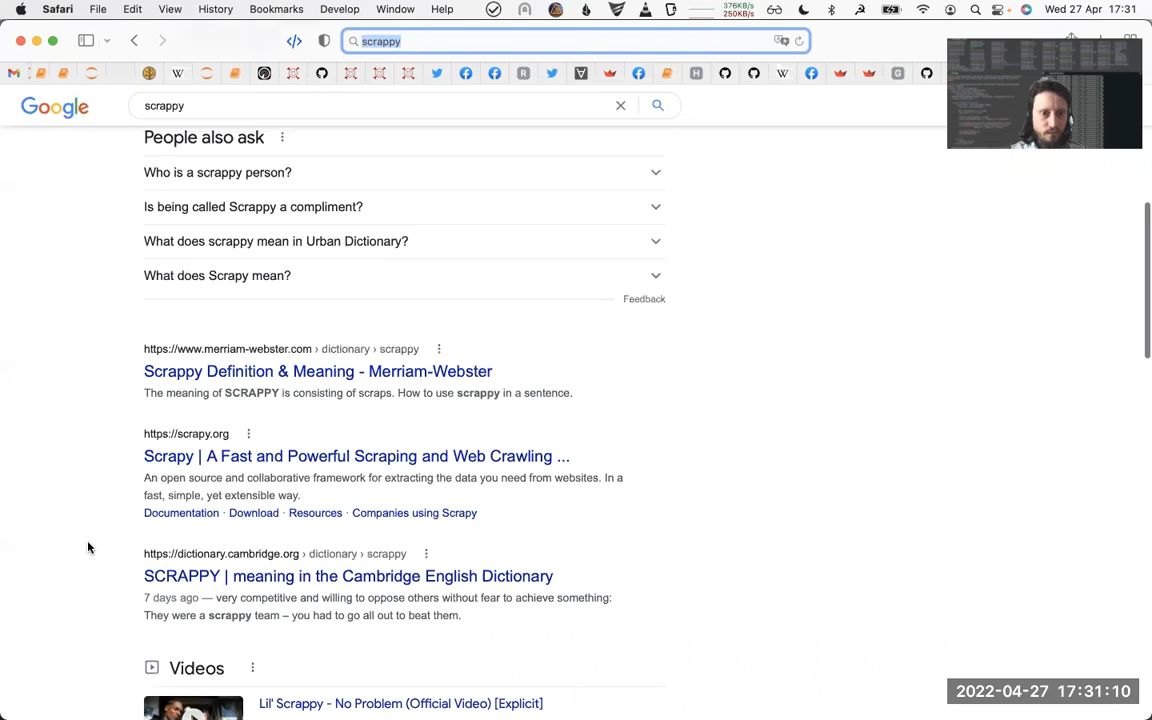 Safari File Edit View History Bookmarks Develop Window Help 376KB/s 250KB/s Wed 27 Apr 17:31
scrappy
Google scrappy
People also ask
Who is a scrappy person?
Is being called Scrappy a compliment?
What does scrappy mean in Urban Dictionary?
What does Scrapy mean?
Feedback
https://www.merriam-webster.com › dictionary › scrappy
Scrappy Definition & Meaning - Merriam-Webster
The meaning of SCRAPPY is consisting of scraps. How to use scrappy in a sentence.
https://scrapy.org
Scrapy | A Fast and Powerful Scraping and Web Crawling ...
An open source and collaborative framework for extracting the data you need from websites. In a
fast, simple, yet extensible way.
Documentation · Download · Resources · Companies using Scrapy
https://dictionary.cambridge.org › dictionary › scrappy
SCRAPPY | meaning in the Cambridge English Dictionary
7 days ago — very competitive and willing to oppose others without fear to achieve something:
They were a scrappy team – you had to go all out to beat them.
Videos
Lil' Scrappy - No Problem (Official Video) [Explicit]
2022-04-27 17:31:10